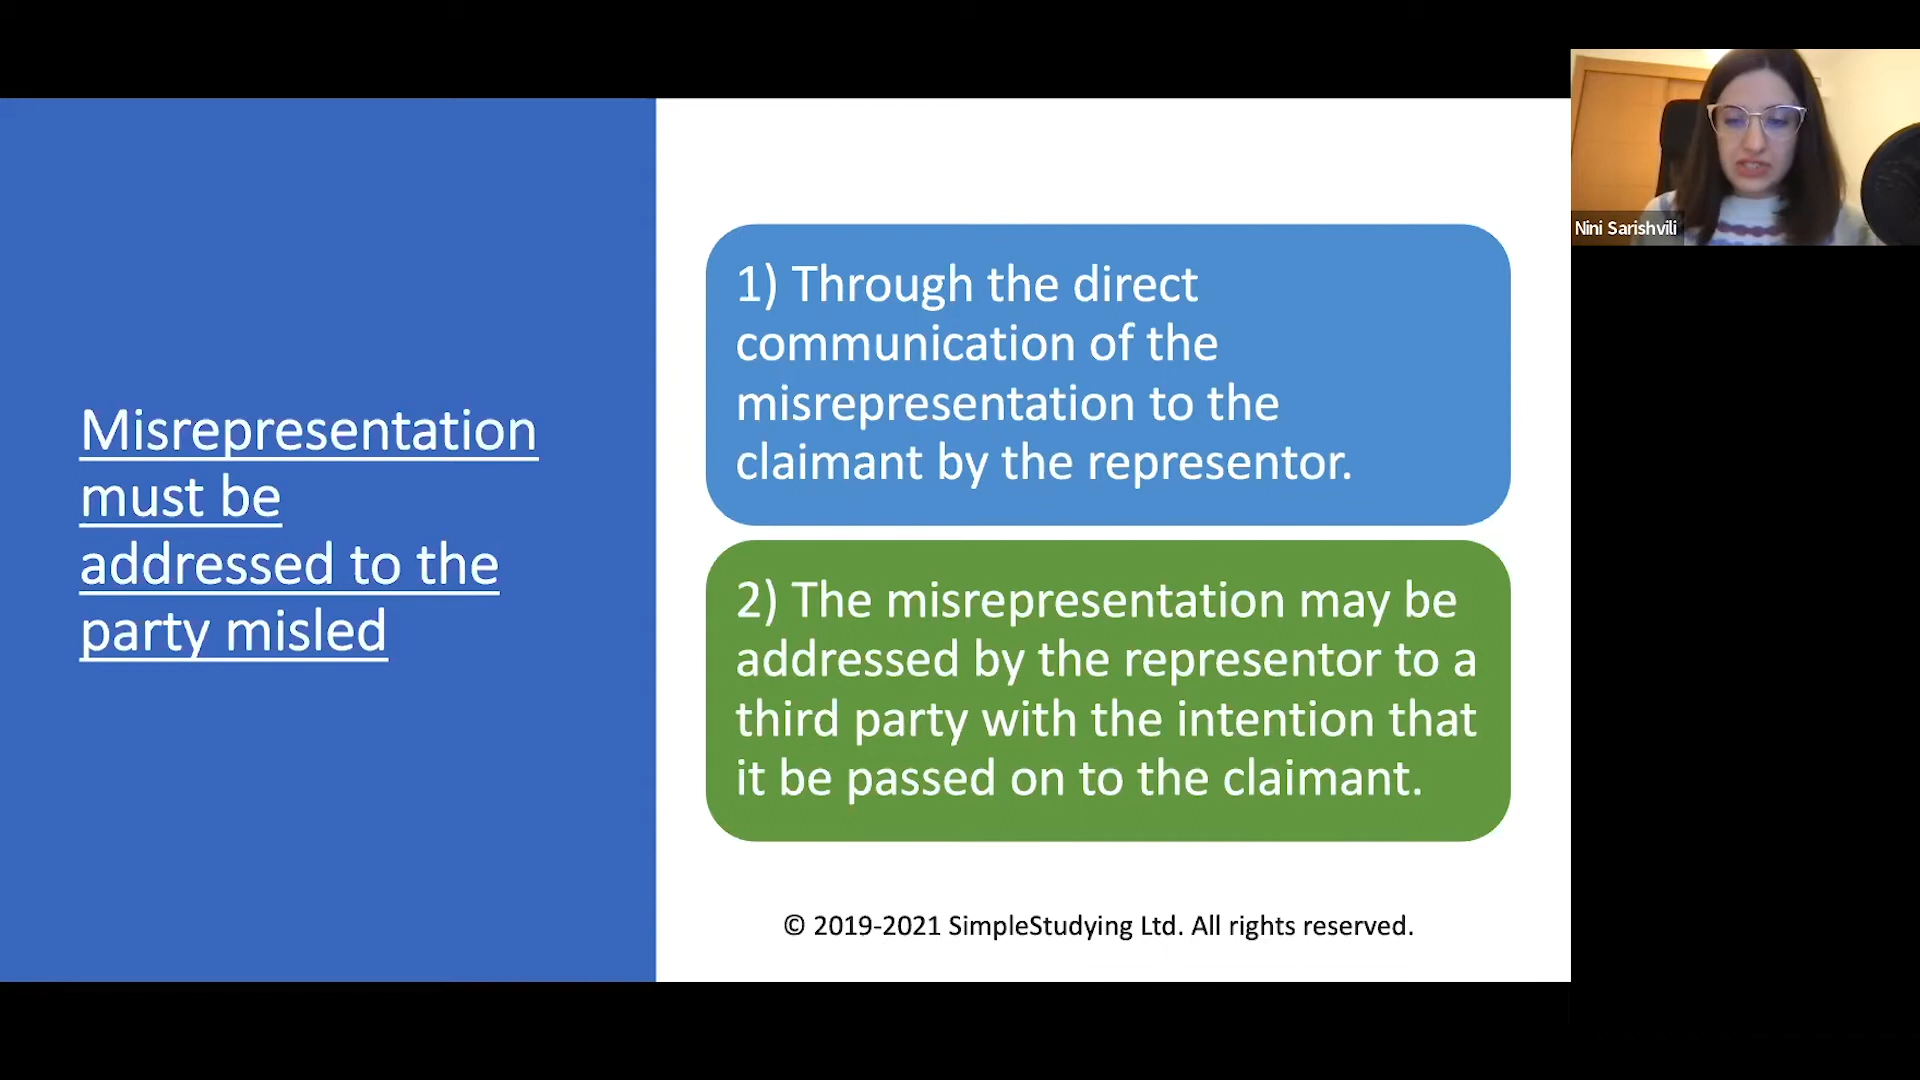 Misrepresentation
must be
addressed to the
party misled
1) Through the direct
communication of the
misrepresentation to the
claimant by the representor.
2) The misrepresentation may be
addressed by the representor to a
third party with the intention that
it be passed on to the claimant.
© 2019-2021 SimpleStudying Ltd. All rights reserved.
Nini Sarishvili